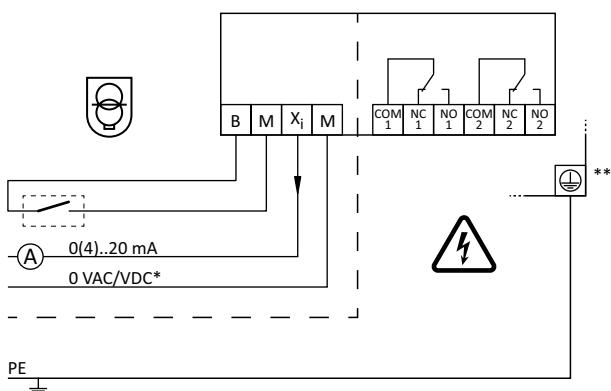 B M Xi M COM 1 NC 1 NO 1 COM 2 NC 2 NO 2
**
A 0(4)..20 mA
0 VAC/VDC*
PE